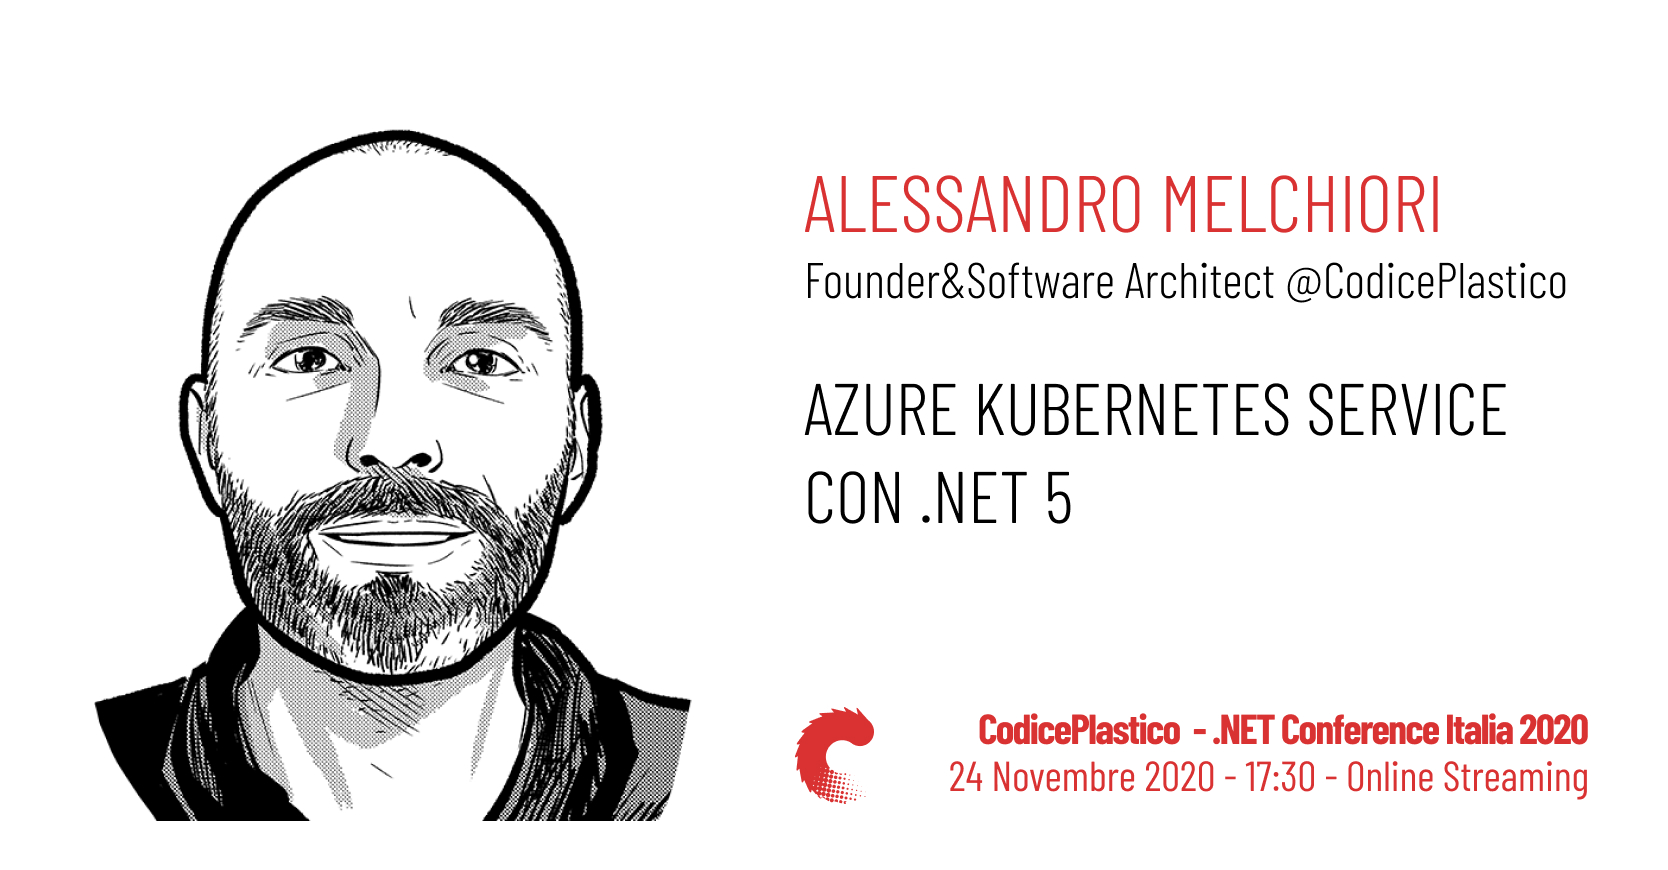 ALESSANDRO MELCHIORI
Founder&Software Architect @CodicePlastico
AZURE KUBERNETES SERVICE
CON .NET 5
CodicePlastico - .NET Conference Italia 2020
24 Novembre 2020 - 17:30 - Online Streaming